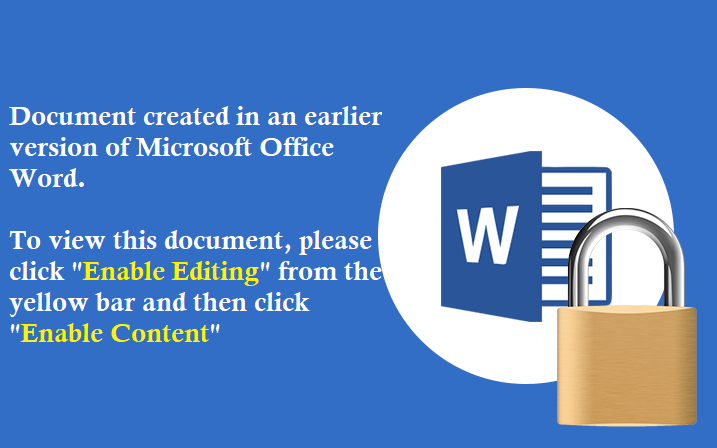 Document created in an earlier
version of Microsoft Office
Word.
To view this document, please
click "Enable Editing" from the
yellow bar and then click
"Enable Content"
W